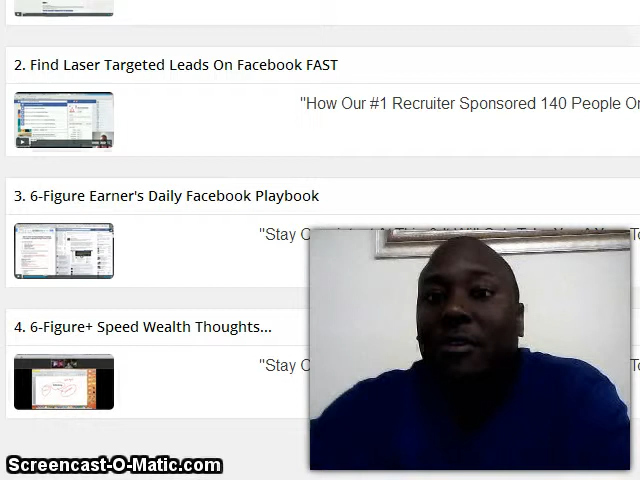 2. Find Laser Targeted Leads On Facebook FAST
"How Our #1 Recruiter Sponsored 140 People
3. 6-Figure Earner's Daily Facebook Playbook
"Stay
4. 6-Figure+ Speed Wealth Thoughts...
"Stay
Screencast-O-Matic.com